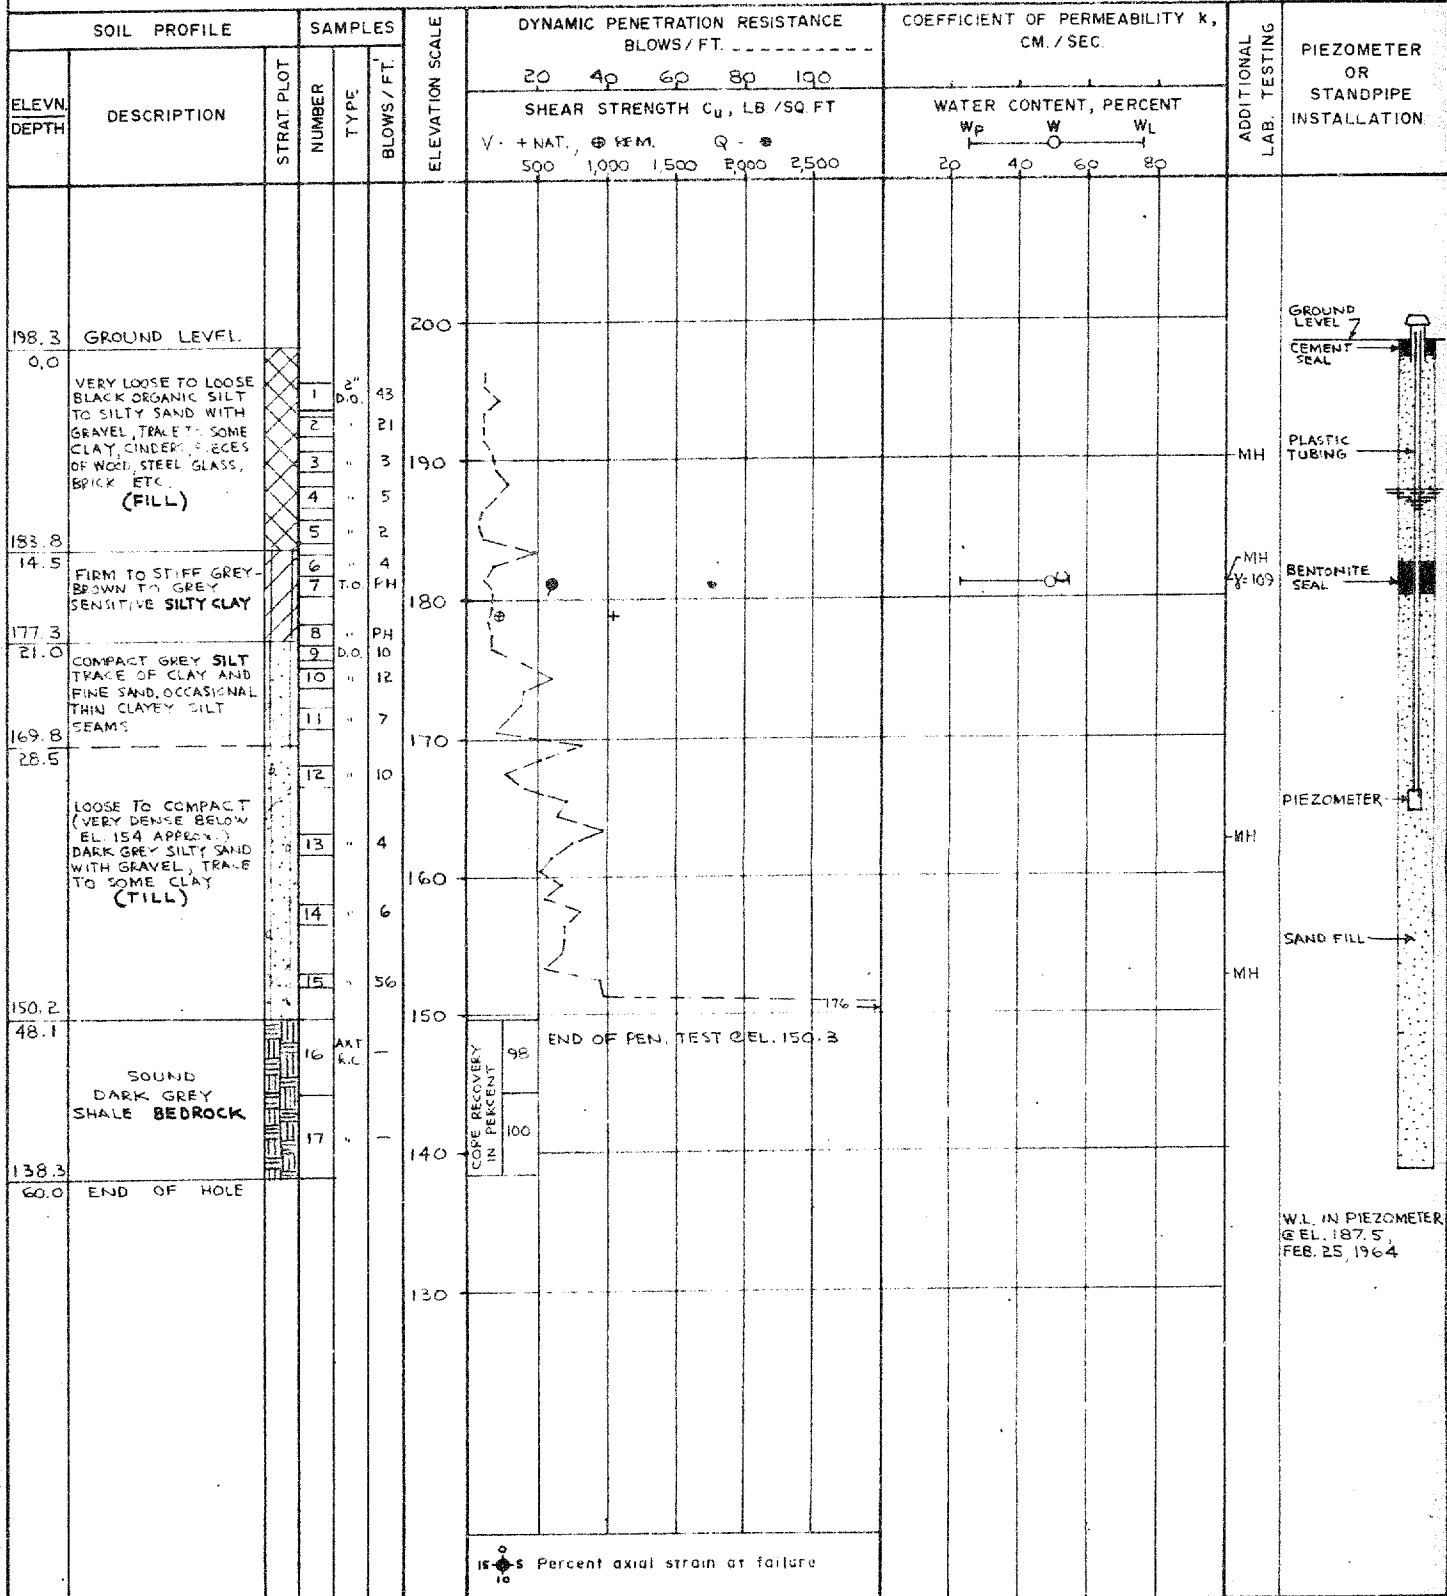 SOIL PROFILE
SAMPLES
ELEVATION SCALE
DYNAMIC PENETRATION RESISTANCE
BLOWS/FT. -----------
20 40 60 80 100
SHEAR STRENGTH Cu, LB./SQ.FT
V - + NAT., ⊕ REM. Q - ●
500 1,000 1,500 2,000 2,500
COEFFICIENT OF PERMEABILITY k,
CM./SEC.
WATER CONTENT, PERCENT
Wp W WL
20 40 60 80
ADDITIONAL
LAB. TESTING
PIEZOMETER
OR
STANDPIPE
INSTALLATION
ELEVN.
DEPTH
DESCRIPTION
STRAT. PLOT
NUMBER
TYPE
BLOWS/FT.
198.3
0.0
GROUND LEVEL.
VERY LOOSE TO LOOSE
BLACK ORGANIC SILT
TO SILTY SAND WITH
GRAVEL, TRACE TO SOME
CLAY, CINDERS, PIECES
OF WOOD, STEEL GLASS,
BRICK ETC.
(FILL)
183.8
14.5
FIRM TO STIFF GREY-
BROWN TO GREY
SENSITIVE SILTY CLAY
177.3
21.0
COMPACT GREY SILT
TRACE OF CLAY AND
FINE SAND, OCCASIONAL
THIN CLAYEY SILT
SEAMS
169.8
28.5
LOOSE TO COMPACT
(VERY DENSE BELOW
EL. 154 APPROX.)
DARK GREY SILTY SAND
WITH GRAVEL, TRACE
TO SOME CLAY
(TILL)
150.2
48.1
SOUND
DARK GREY
SHALE BEDROCK
138.3
60.0
END OF HOLE
1 2" D.O. 43
2 " 21
3 " 3
4 " 5
5 " 2
6 " 4
7 T.O. PH
8 " PH
9 D.O. 10
10 " 12
11 " 7
12 " 10
13 " 4
14 " 6
15 " 56
16 AXT R.C. —
17 " —
200
190
180
170
160
150
140
130
176
END OF PEN. TEST @ EL. 150.3
CORE RECOVERY
IN PERCENT
98
100
MH
MH
γ=109
MH
MH
GROUND
LEVEL
CEMENT
SEAL
PLASTIC
TUBING
BENTONITE
SEAL
PIEZOMETER
SAND FILL
W.L. IN PIEZOMETER
@ EL. 187.5,
FEB. 25, 1964
0
15 5 Percent axial strain at failure
10